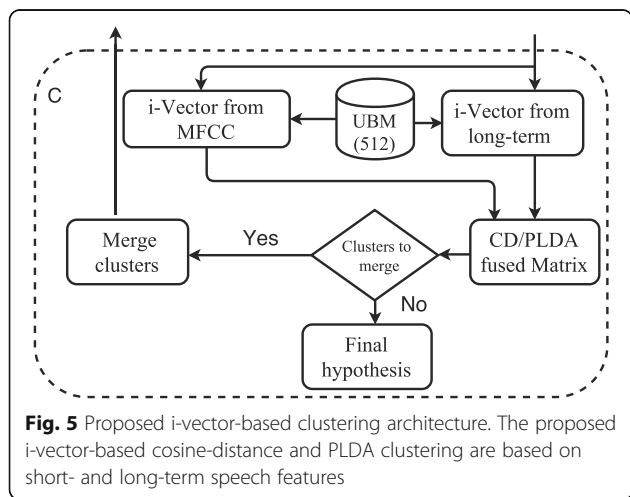 C
i-Vector from
MFCC
UBM
(512)
i-Vector from
long-term
Merge
clusters
Yes
Clusters to
merge
CD/PLDA
fused Matrix
No
Final
hypothesis
Fig. 5 Proposed i-vector-based clustering architecture. The proposed
i-vector-based cosine-distance and PLDA clustering are based on
short- and long-term speech features